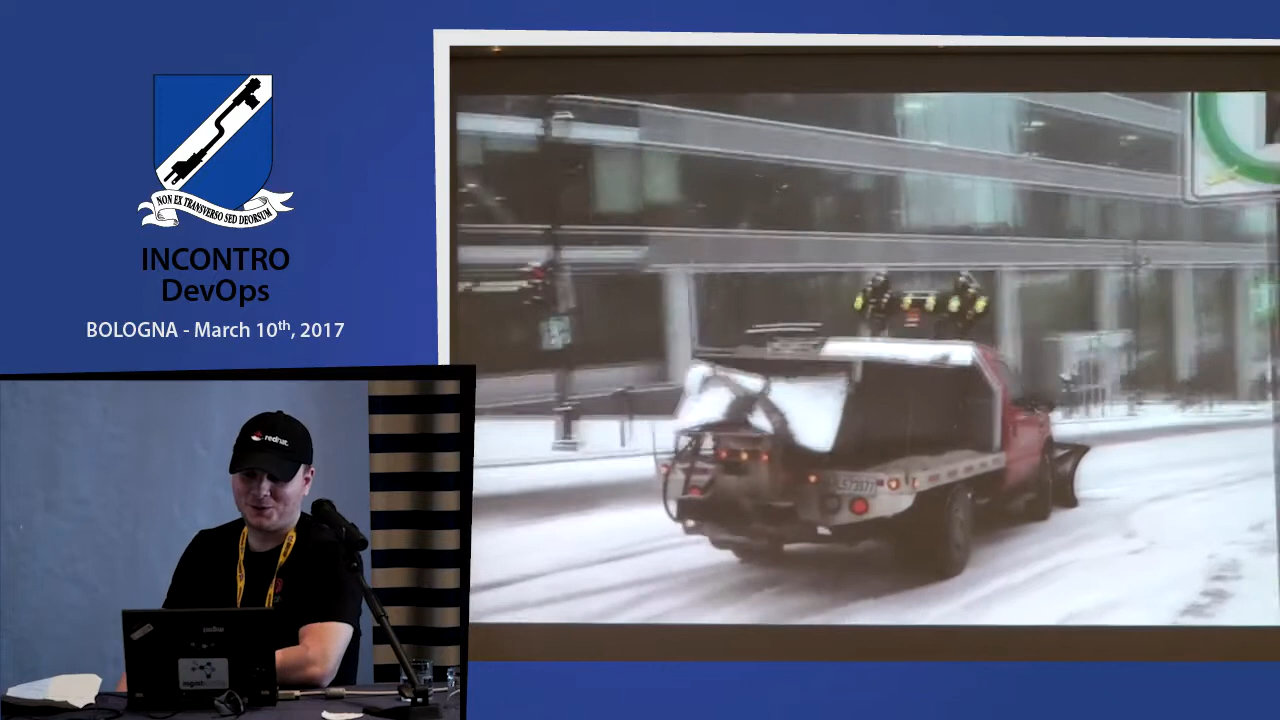 NON EX TRANSVERSO SED DEORSUM
INCONTRO
DevOps
BOLOGNA - March 10th, 2017
redhat.